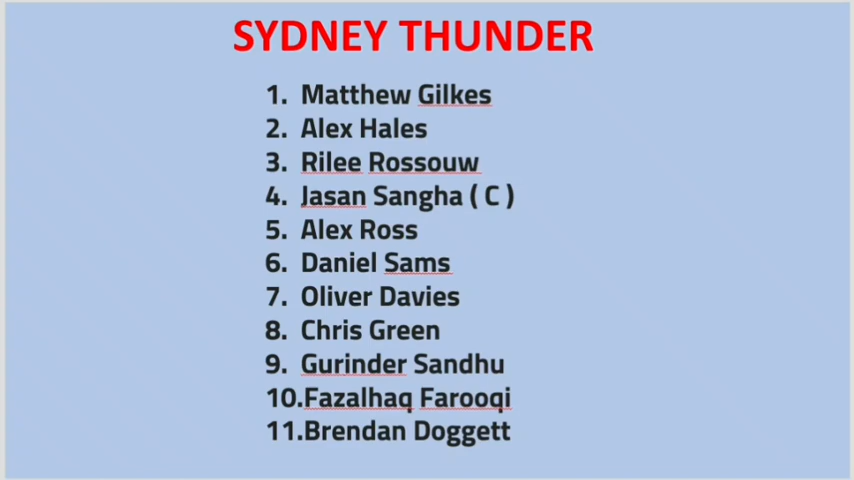 SYDNEY THUNDER
1. Matthew Gilkes
2. Alex Hales
3. Rilee Rossouw
4. Jasan Sangha ( C )
5. Alex Ross
6. Daniel Sams
7. Oliver Davies
8. Chris Green
9. Gurinder Sandhu
10.Fazalhaq Farooqi
11.Brendan Doggett